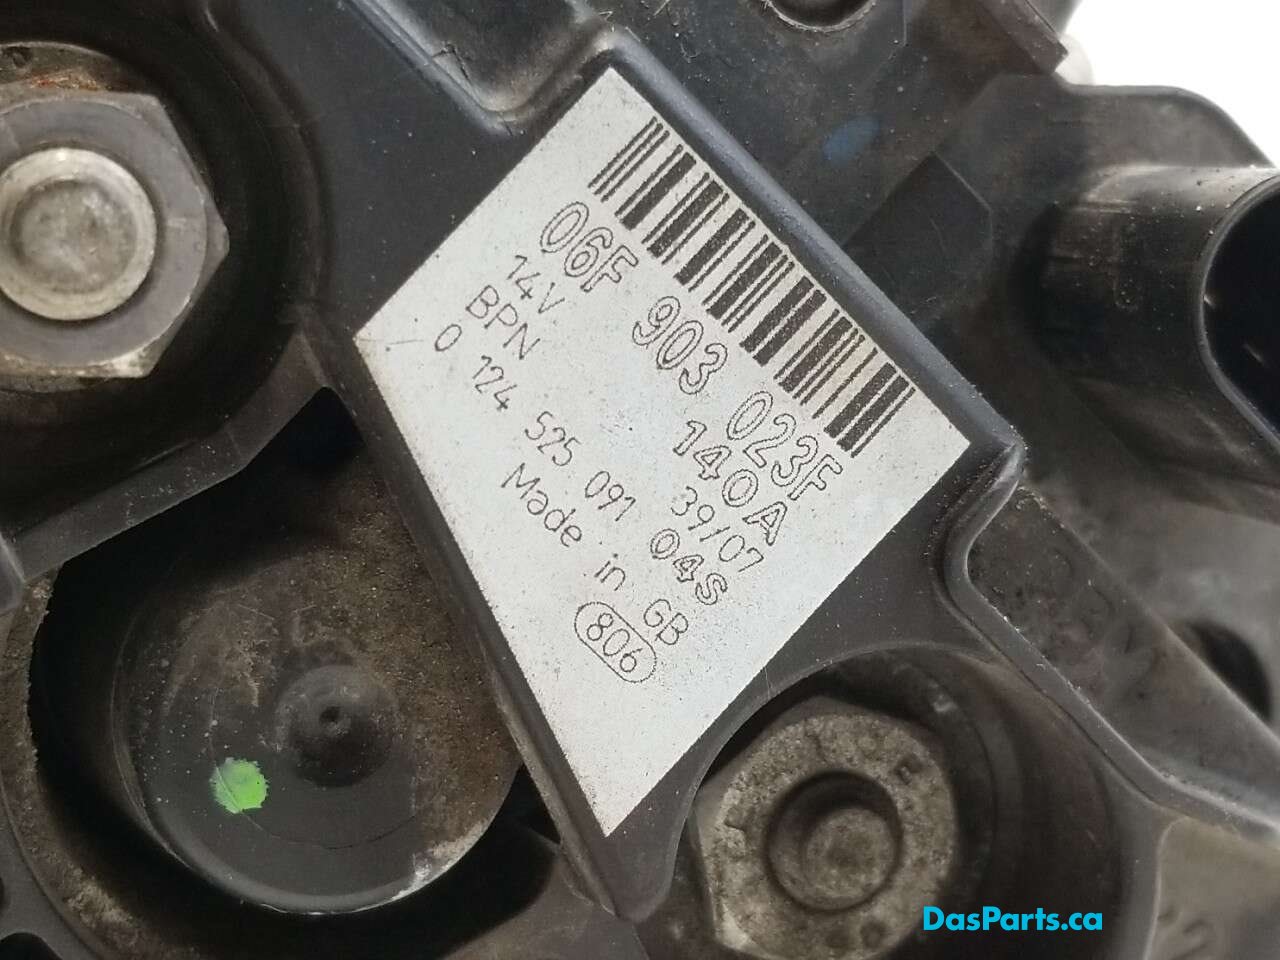 06F 903 023F
14V 140A
BPN 39/07
0 124 525 091 04s
Made in GB
806
DasParts.ca